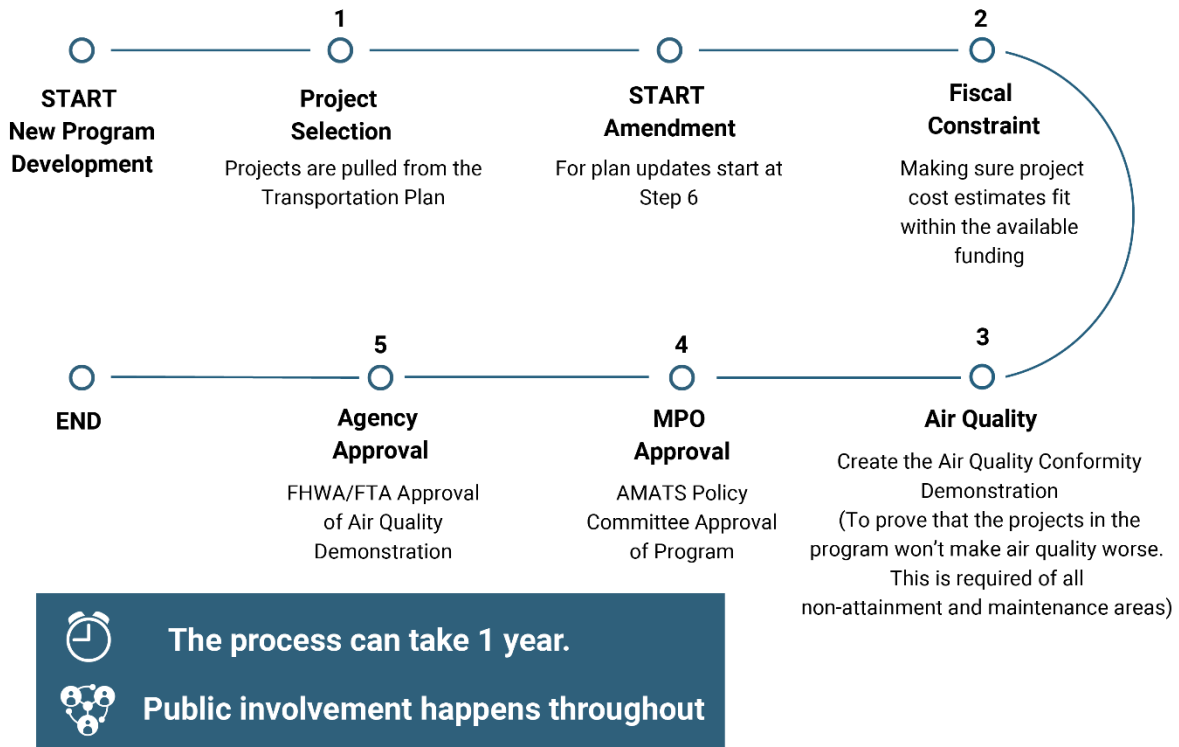 START
New Program
Development
1
Project
Selection
Projects are pulled from the
Transportation Plan
START
Amendment
For plan updates start at
Step 6
2
Fiscal
Constraint
Making sure project
cost estimates fit
within the available
funding
3
Air Quality
Create the Air Quality Conformity
Demonstration
(To prove that the projects in the
program won't make air quality worse.
This is required of all
non-attainment and maintenance areas)
4
MPO
Approval
AMATS Policy
Committee Approval
of Program
5
Agency
Approval
FHWA/FTA Approval
of Air Quality
Demonstration
END
The process can take 1 year.
Public involvement happens throughout